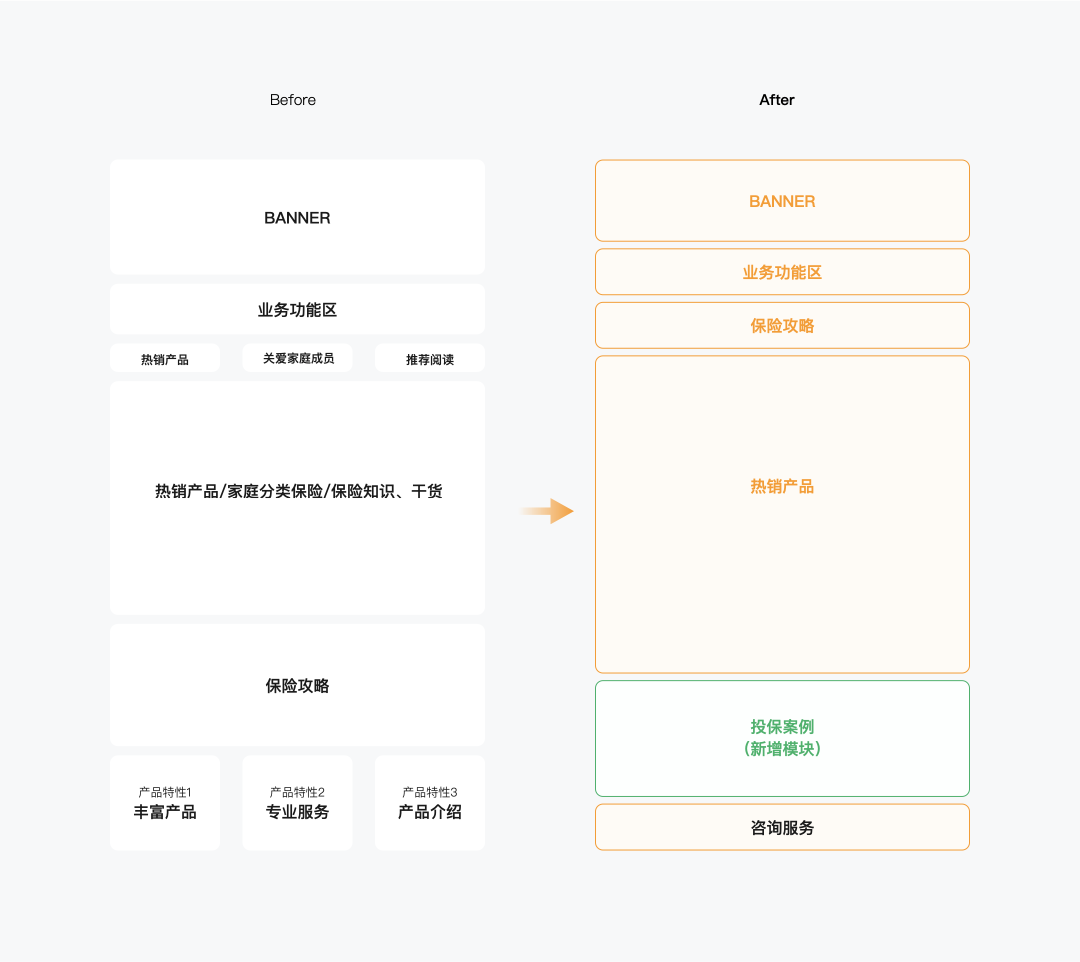 Before
BANNER
业务功能区
热销产品
关爱家庭成员
推荐阅读
热销产品/家庭分类保险/保险知识、干货
保险攻略
产品特性1
丰富产品
产品特性2
专业服务
产品特性3
产品介绍
After
BANNER
业务功能区
保险攻略
热销产品
投保案例
（新增模块）
咨询服务